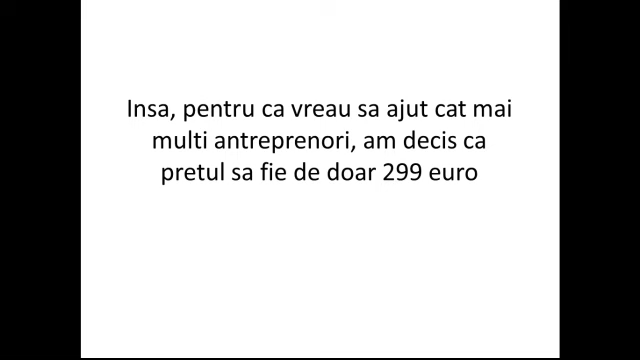 Insa, pentru ca vreau sa ajut cat mai
multi antreprenori, am decis ca
pretul sa fie de doar 299 euro